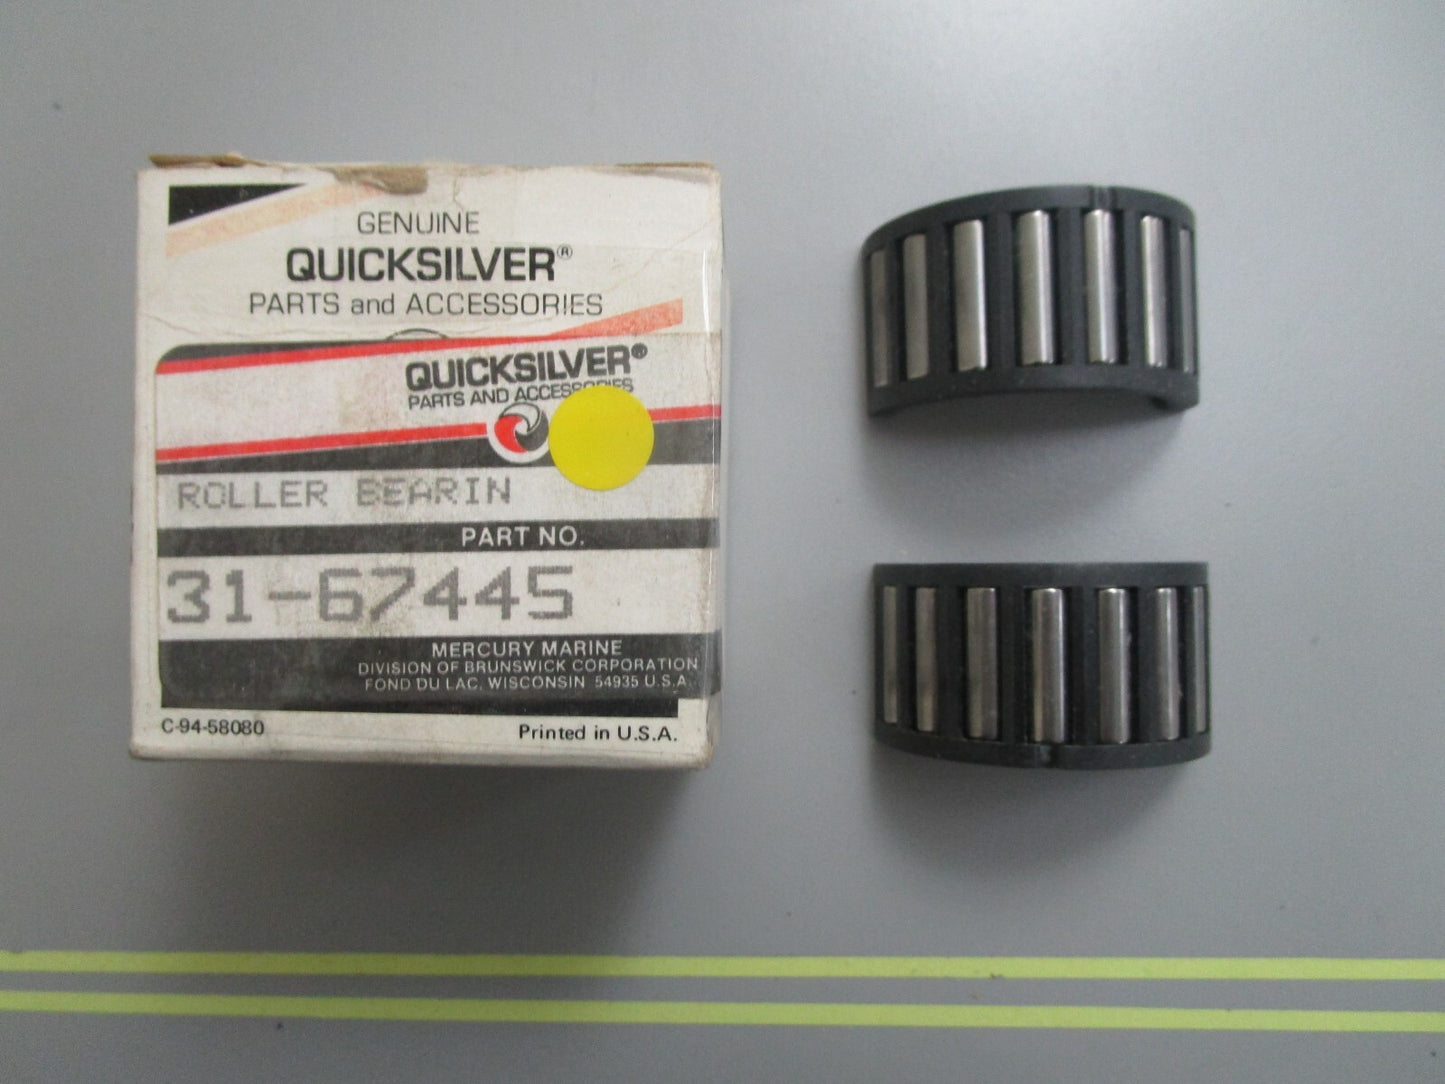 GENUINE
QUICKSILVER®
PARTS and ACCESSORIES
QUICKSILVER®
PARTS AND ACCESSORIES
ROLLER BEARIN
PART NO.
31-67445
MERCURY MARINE
DIVISION OF BRUNSWICK CORPORATION
FOND DU LAC, WISCONSIN 54935 U.S.A.
C-94-58080
Printed in U.S.A.